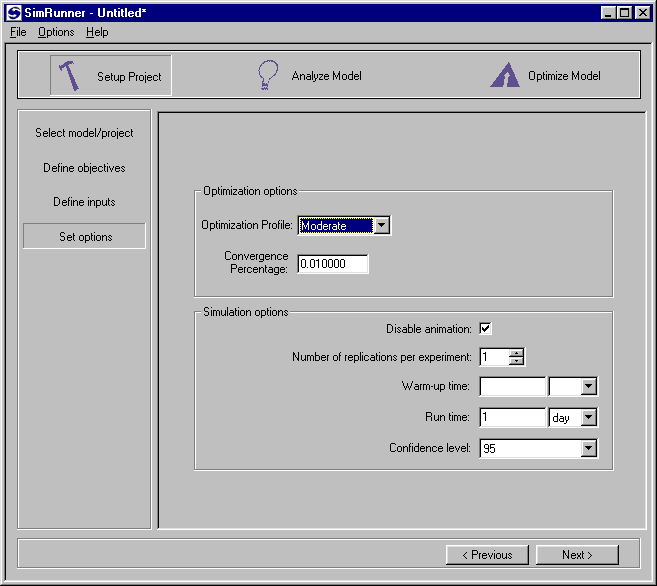 SimRunner - Untitled*
File Options Help
Setup Project Analyze Model Optimize Model
Select model/project
Define objectives
Define inputs
Set options
Optimization options
Optimization Profile: Moderate
Convergence
Percentage: 0.010000
Simulation options
Disable animation:
Number of replications per experiment: 1
Warm-up time:
Run time: 1 day
Confidence level: 95
< Previous Next >